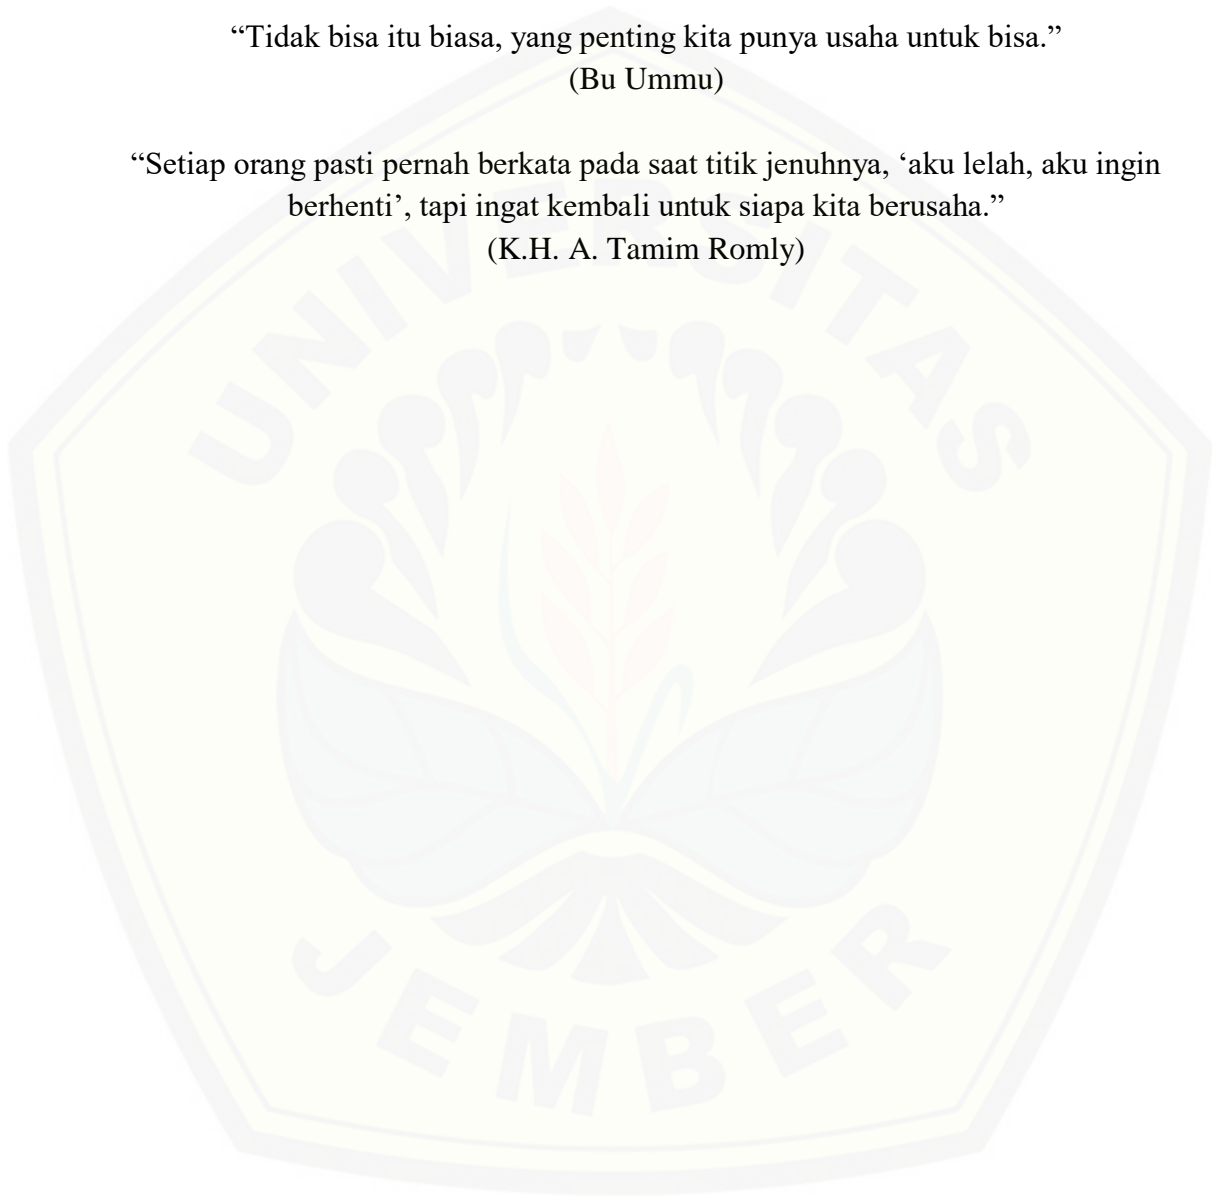 “Tidak bisa itu biasa, yang penting kita punya usaha untuk bisa.”
(Bu Ummu)
“Setiap orang pasti pernah berkata pada saat titik jenuhnya, ‘aku lelah, aku ingin
berhenti’, tapi ingat kembali untuk siapa kita berusaha.”
(K.H. A. Tamim Romly)
UNIVERSITAS
JEMBER